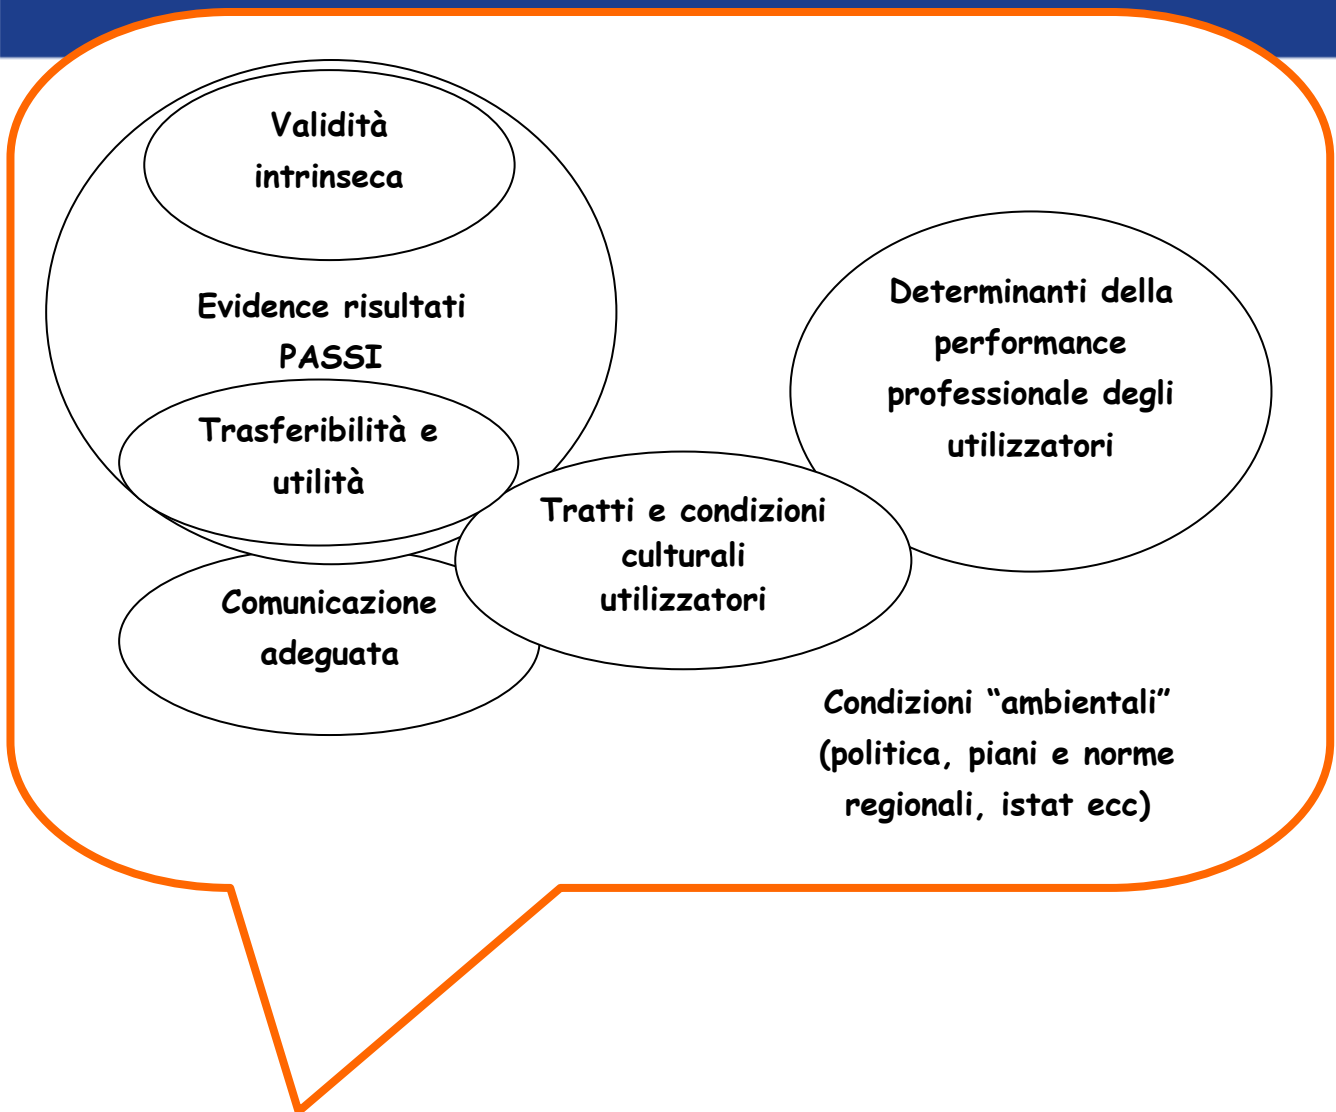 Validità
intrinseca
Evidence risultati
PASSI
Trasferibilità e
utilità
Comunicazione
adeguata
Tratti e condizioni
culturali
utilizzatori
Determinanti della
performance
professionale degli
utilizzatori
Condizioni “ambientali”
(politica, piani e norme
regionali, istat ecc)